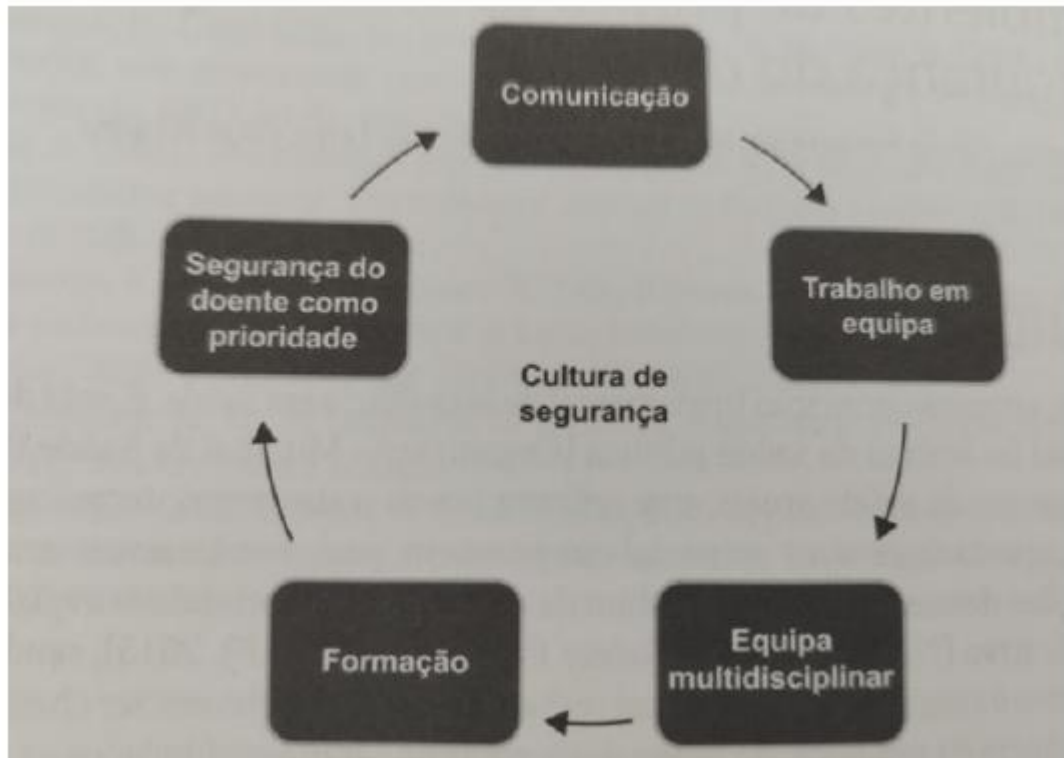 Comunicação
Trabalho em
equipa
Equipa
multidisciplinar
Formação
Segurança do
doente como
prioridade
Cultura de
segurança